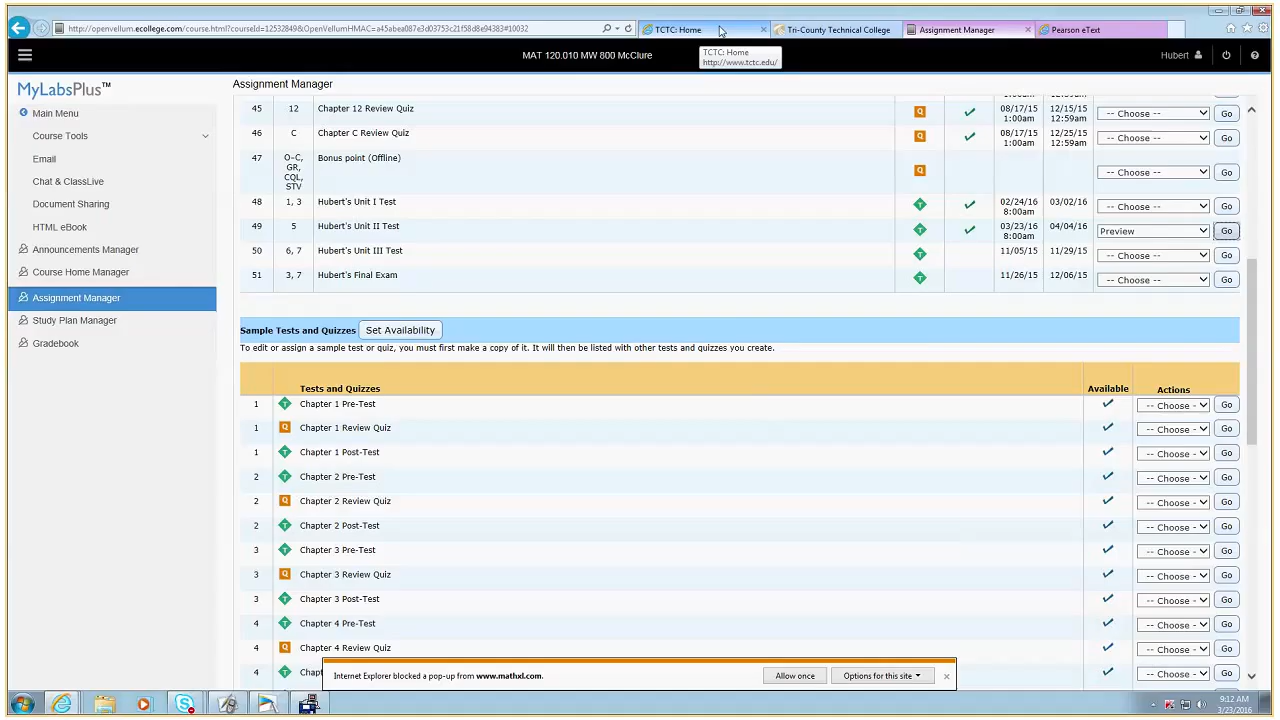 http://openvellum.ecollege.com/course.html?courseId=12532849&OpenVellumHMAC=a45abea087e3d03753c21f58d8e94383#10032
TCTC: Home
Tri-County Technical College
Assignment Manager
Pearson eText
MAT 120.010 MW 800 McClure
TCTC: Home
http://www.tctc.edu/
Hubert
MyLabsPlus™
Assignment Manager
Main Menu
Course Tools
Email
Chat & ClassLive
Document Sharing
HTML eBook
Announcements Manager
Course Home Manager
Assignment Manager
Study Plan Manager
Gradebook
45 12 Chapter 12 Review Quiz Q 08/17/15 1:00am 12/15/15 12:59am -- Choose -- Go
46 C Chapter C Review Quiz Q 08/17/15 1:00am 12/25/15 12:59am -- Choose -- Go
47 O-C, GR, CQL, STV Bonus point (Offline) Q -- Choose -- Go
48 1, 3 Hubert's Unit I Test T 02/24/16 8:00am 03/02/16 -- Choose -- Go
49 5 Hubert's Unit II Test T 03/23/16 8:00am 04/04/16 Preview Go
50 6, 7 Hubert's Unit III Test T 11/05/15 11/29/15 -- Choose -- Go
51 3, 7 Hubert's Final Exam T 11/26/15 12/06/15 -- Choose -- Go
Sample Tests and Quizzes Set Availability
To edit or assign a sample test or quiz, you must first make a copy of it. It will then be listed with other tests and quizzes you create.
Tests and Quizzes Available Actions
1 T Chapter 1 Pre-Test -- Choose - Go
1 Q Chapter 1 Review Quiz -- Choose - Go
1 T Chapter 1 Post-Test -- Choose - Go
2 T Chapter 2 Pre-Test -- Choose - Go
2 Q Chapter 2 Review Quiz -- Choose - Go
2 T Chapter 2 Post-Test -- Choose - Go
3 T Chapter 3 Pre-Test -- Choose - Go
3 Q Chapter 3 Review Quiz -- Choose - Go
3 T Chapter 3 Post-Test -- Choose - Go
4 T Chapter 4 Pre-Test -- Choose - Go
4 Q Chapter 4 Review Quiz -- Choose - Go
4 T Chapt -- Choose - Go
Internet Explorer blocked a pop-up from www.mathxl.com.
Allow once
Options for this site
9:12 AM
3/23/2016